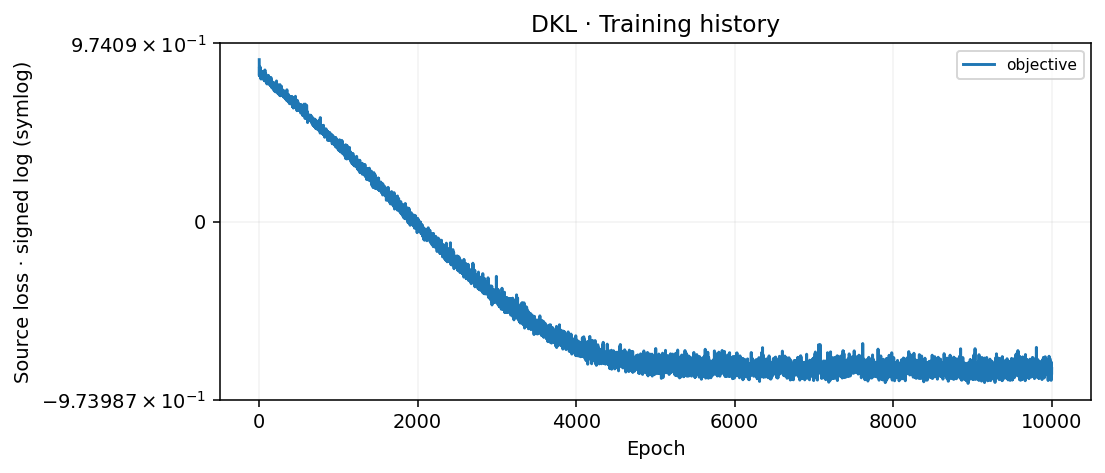 DKL · Training history
9.7409 × 10⁻¹
0
−9.73987 × 10⁻¹
Source loss · signed log (symlog)
objective
0 2000 4000 6000 8000 10000
Epoch